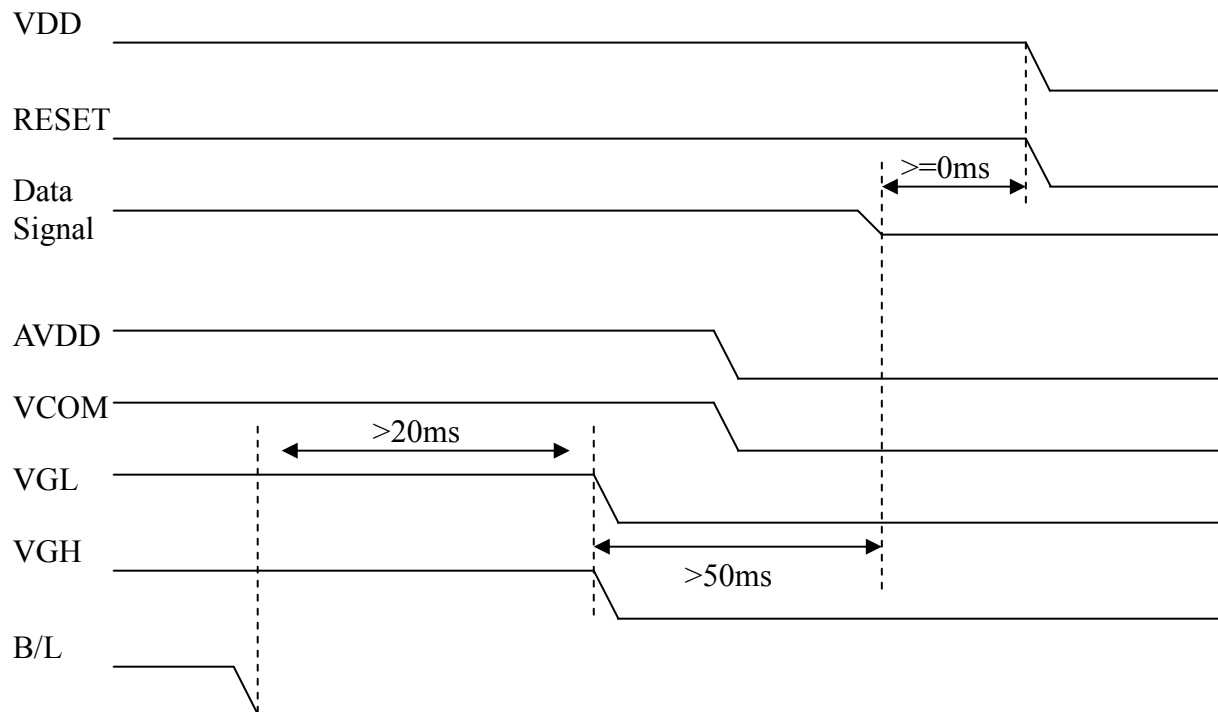 VDD
RESET
>=0ms
Data
Signal
AVDD
VCOM
>20ms
VGL
VGH
>50ms
B/L